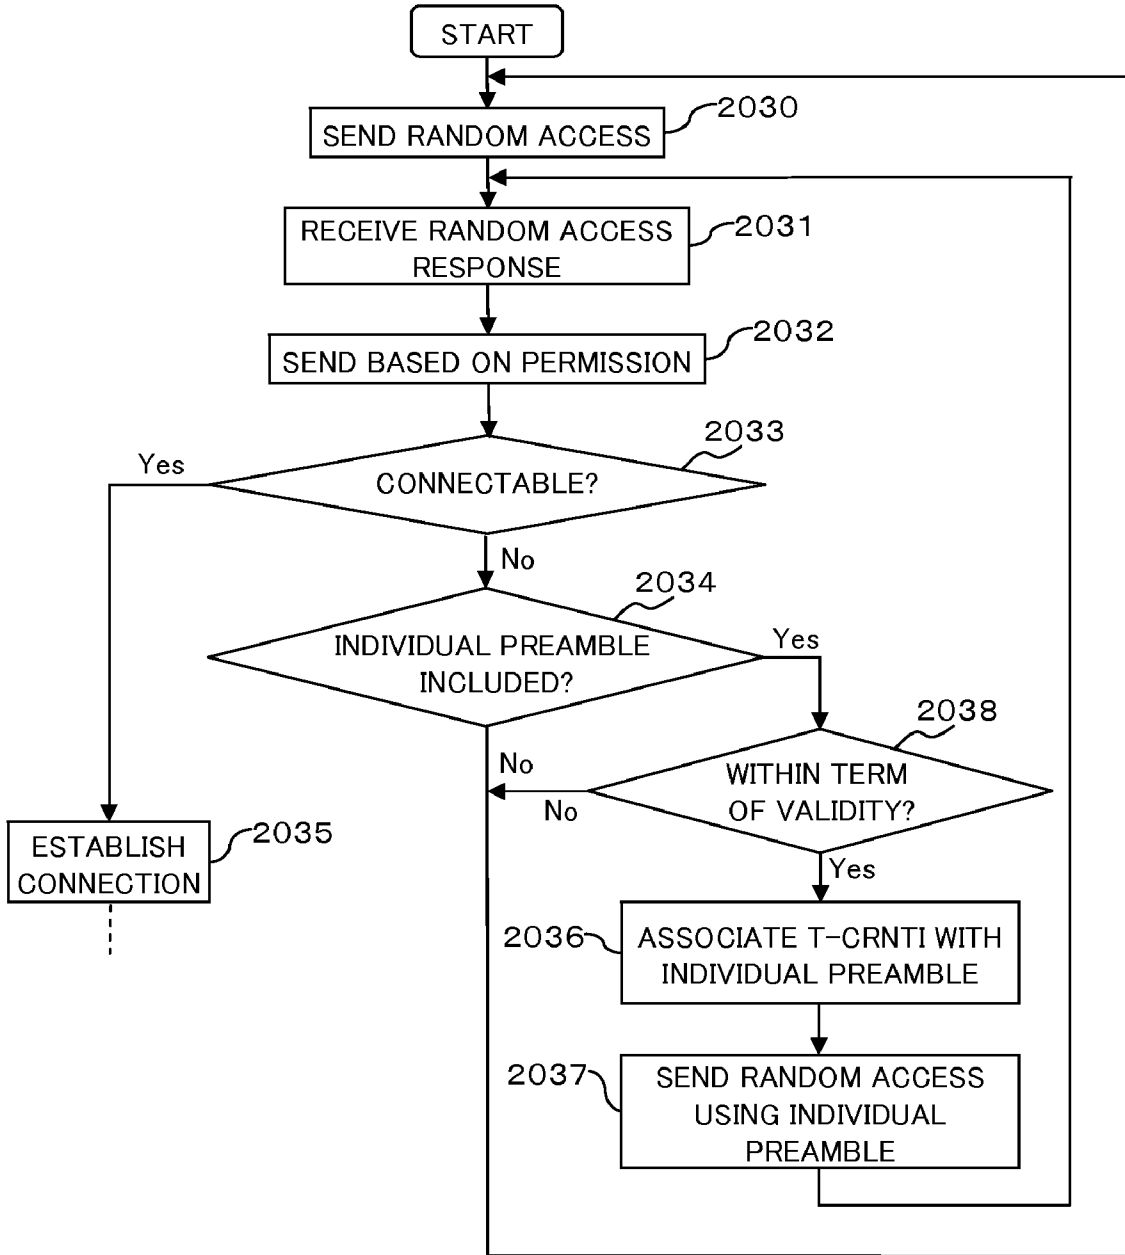 START
2030
SEND RANDOM ACCESS
2031
RECEIVE RANDOM ACCESS
RESPONSE
2032
SEND BASED ON PERMISSION
2033
Yes
CONNECTABLE?
No
2034
INDIVIDUAL PREAMBLE
INCLUDED?
Yes
2038
No
WITHIN TERM
OF VALIDITY?
No
2035
ESTABLISH
CONNECTION
Yes
2036
ASSOCIATE T-CRNTI WITH
INDIVIDUAL PREAMBLE
2037
SEND RANDOM ACCESS
USING INDIVIDUAL
PREAMBLE